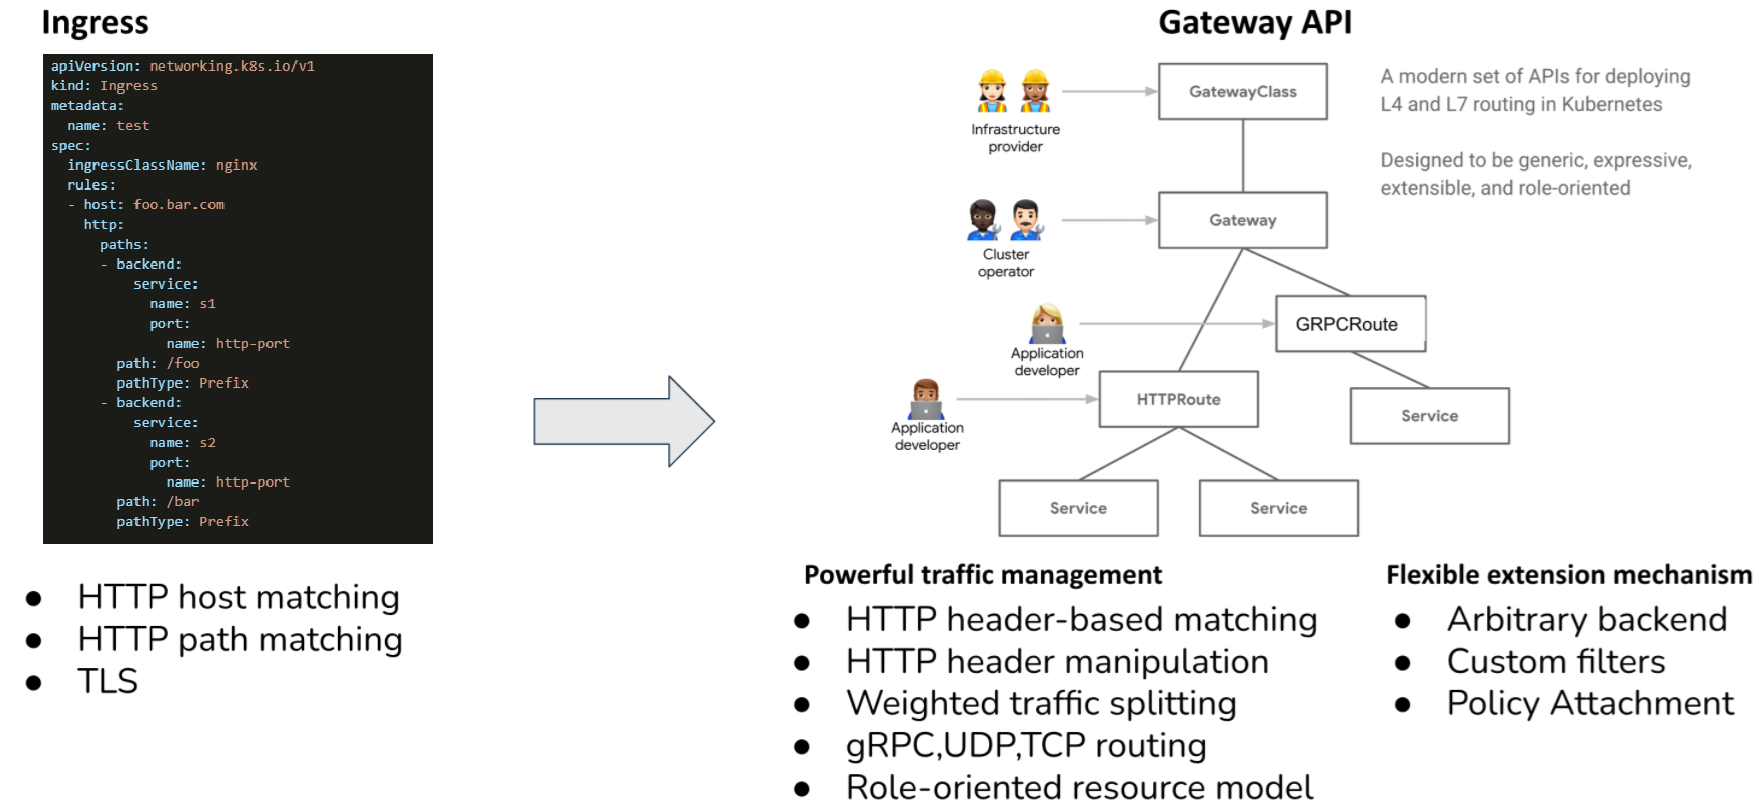 Ingress
apiVersion: networking.k8s.io/v1
kind: Ingress
metadata:
  name: test
spec:
  ingressClassName: nginx
  rules:
  - host: foo.bar.com
    http:
      paths:
      - backend:
          service:
            name: s1
            port:
              name: http-port
        path: /foo
        pathType: Prefix
      - backend:
          service:
            name: s2
            port:
              name: http-port
        path: /bar
        pathType: Prefix
● HTTP host matching
● HTTP path matching
● TLS
Gateway API
Infrastructure
provider
GatewayClass
A modern set of APIs for deploying
L4 and L7 routing in Kubernetes
Designed to be generic, expressive,
extensible, and role-oriented
Cluster
operator
Gateway
Application
developer
GRPCRoute
Application
developer
HTTPRoute
Service
Service
Service
Powerful traffic management
● HTTP header-based matching
● HTTP header manipulation
● Weighted traffic splitting
● gRPC,UDP,TCP routing
● Role-oriented resource model
Flexible extension mechanism
● Arbitrary backend
● Custom filters
● Policy Attachment